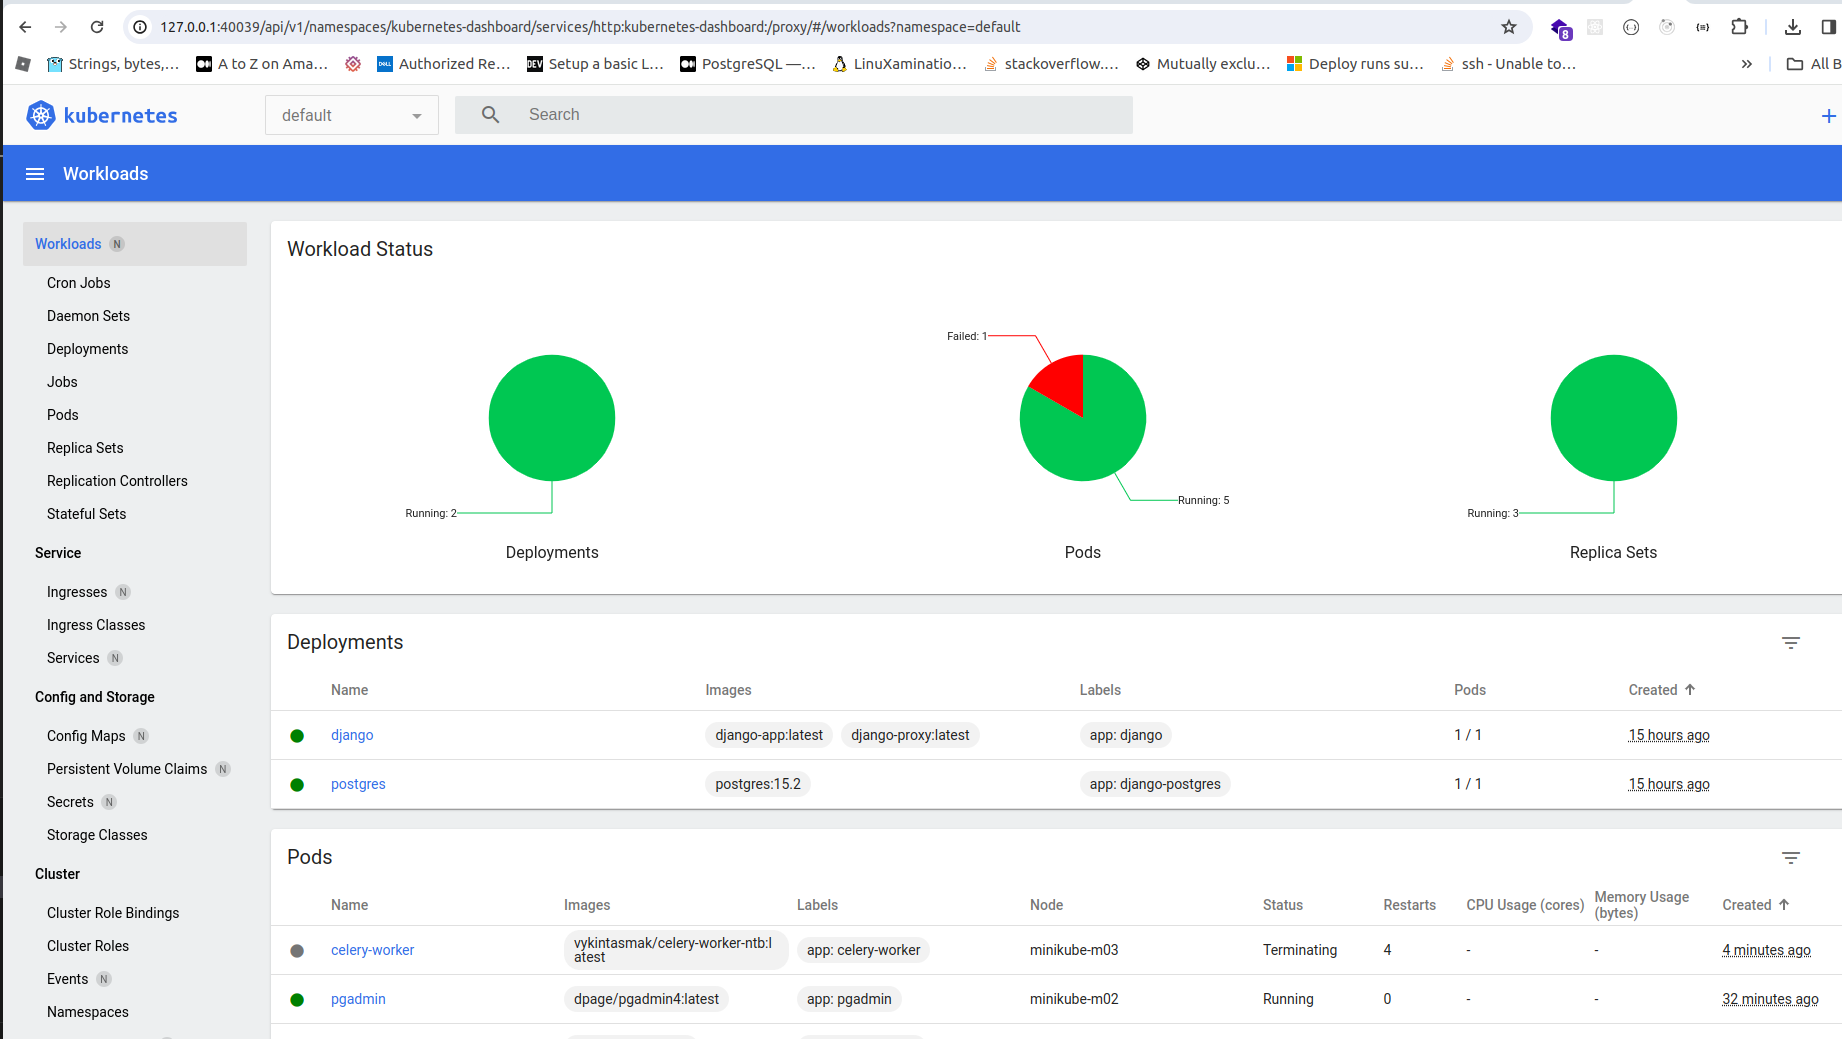 127.0.0.1:40039/api/v1/namespaces/kubernetes-dashboard/services/http:kubernetes-dashboard:/proxy/#/workloads?namespace=default
8
Strings, bytes,...
A to Z on Ama...
DELL
Authorized Re...
DEV
Setup a basic L...
PostgreSQL —...
LinuXaminatio...
stackoverflow....
Mutually exclu...
Deploy runs su...
ssh - Unable to...
»
All B
kubernetes
default
Search
Workloads
Workloads N
Cron Jobs
Daemon Sets
Deployments
Jobs
Pods
Replica Sets
Replication Controllers
Stateful Sets
Service
Ingresses N
Ingress Classes
Services N
Config and Storage
Config Maps N
Persistent Volume Claims N
Secrets N
Storage Classes
Cluster
Cluster Role Bindings
Cluster Roles
Events N
Namespaces
Workload Status
Running: 2
Deployments
Failed: 1
Running: 5
Pods
Running: 3
Replica Sets
Deployments
Name Images Labels Pods Created
django django-app:latest django-proxy:latest app: django 1 / 1 15 hours ago
postgres postgres:15.2 app: django-postgres 1 / 1 15 hours ago
Pods
Name Images Labels Node Status Restarts CPU Usage (cores) Memory Usage (bytes) Created
celery-worker vykintasmak/celery-worker-ntb:l
atest app: celery-worker minikube-m03 Terminating 4 - - 4 minutes ago
pgadmin dpage/pgadmin4:latest app: pgadmin minikube-m02 Running 0 - - 32 minutes ago